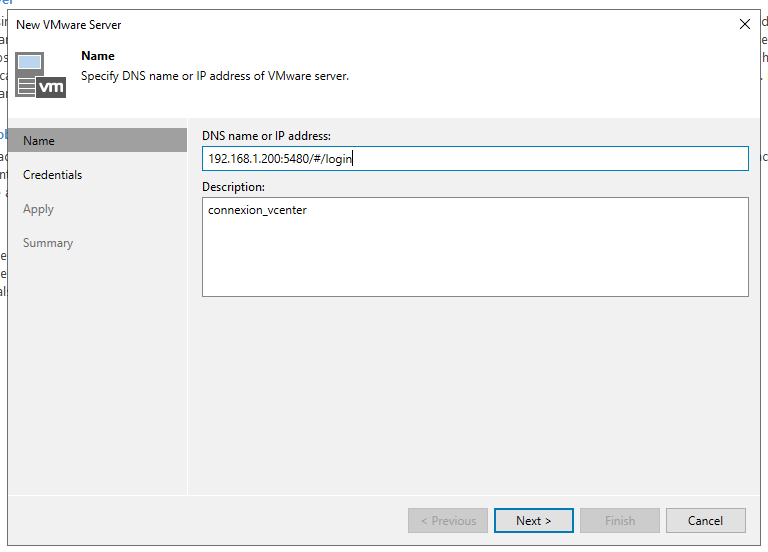 New VMware Server
Name
Specify DNS name or IP address of VMware server.
vm
Name
Credentials
Apply
Summary
DNS name or IP address:
192.168.1.200:5480/#/login
Description:
connexion_vcenter
< Previous
Next >
Finish
Cancel